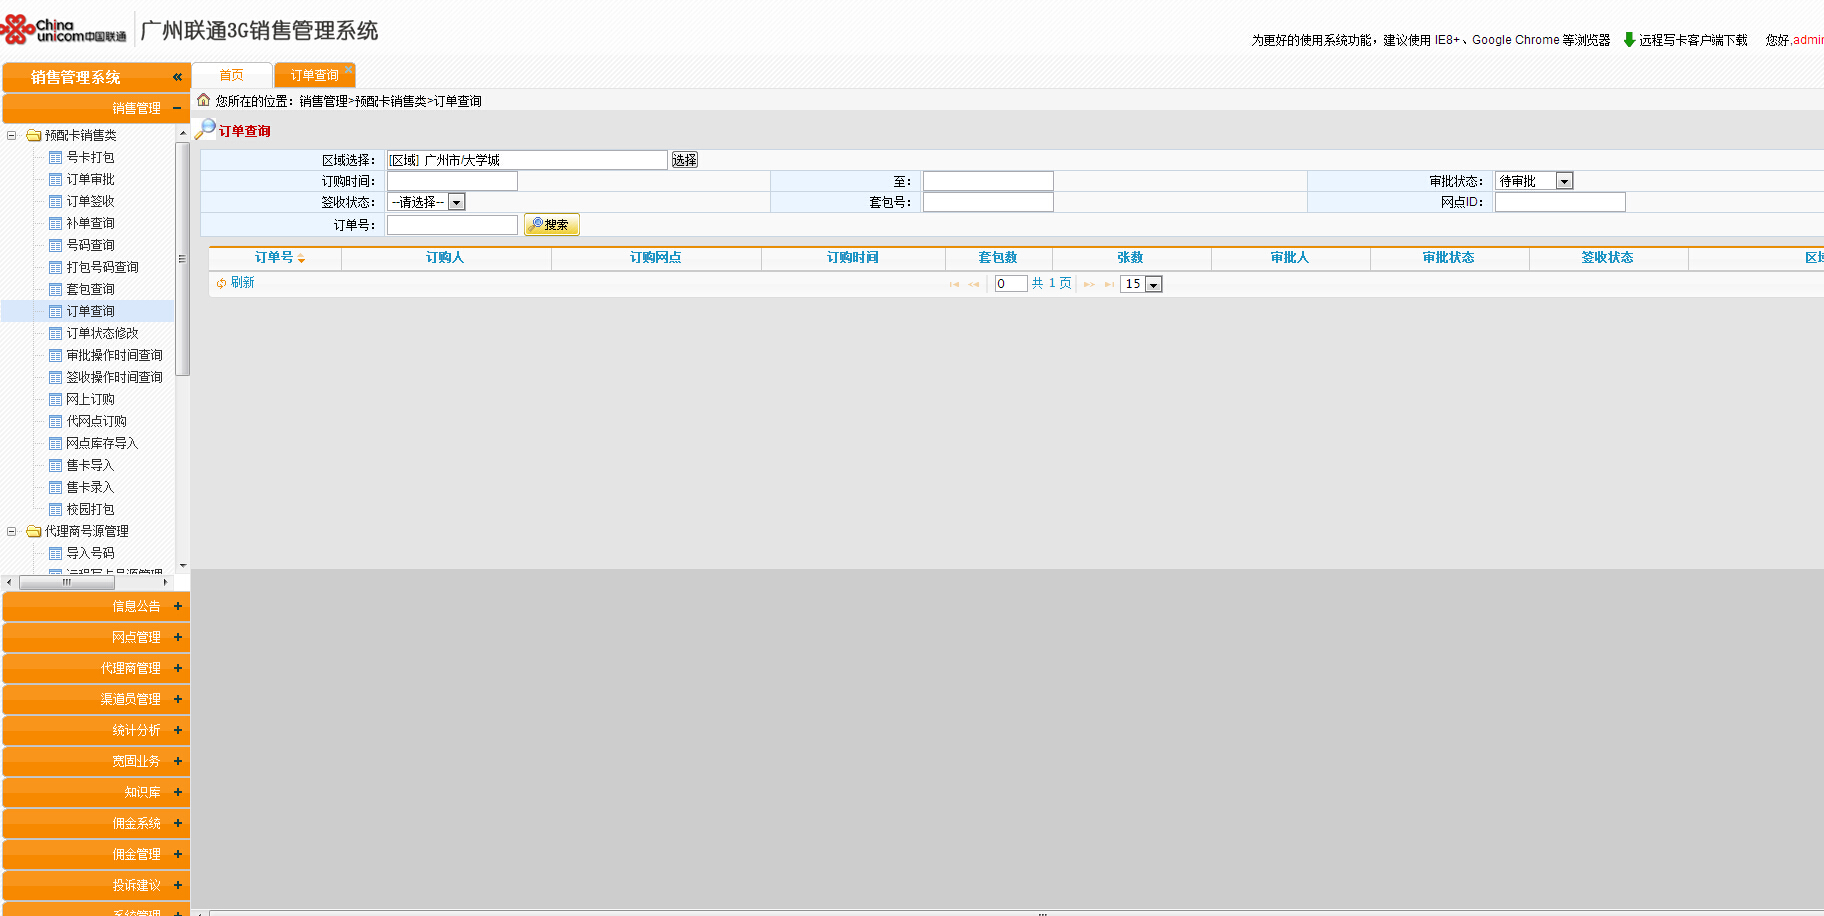 China unicom中国联通 广州联通3G销售管理系统
为更好的使用系统功能，建议使用 IE8+、Google Chrome 等浏览器 远程写卡客户端下载 您好,admin
销售管理系统 «
首页 订单查询
销售管理
您所在的位置：销售管理>预配卡销售类>订单查询
订单查询
预配卡销售类
号卡打包
订单审批
订单签收
补单查询
号码查询
打包号码查询
套包查询
订单查询
订单状态修改
审批操作时间查询
签收操作时间查询
网上订购
代网点订购
网点库存导入
售卡导入
售卡录入
校园打包
代理商号源管理
导入号码
远程写卡号源管理
区域选择： [区域] 广州市/大学城 选择
订购时间： 至： 审批状态： 待审批
签收状态： --请选择-- 套包号： 网点ID：
订单号： 搜索
订单号 订购人 订购网点 订购时间 套包数 张数 审批人 审批状态 签收状态 区
刷新 0 共 1 页 15
信息公告 +
网点管理 +
代理商管理 +
渠道员管理 +
统计分析 +
宽固业务 +
知识库 +
佣金系统 +
佣金管理 +
投诉建议 +
系统管理 +